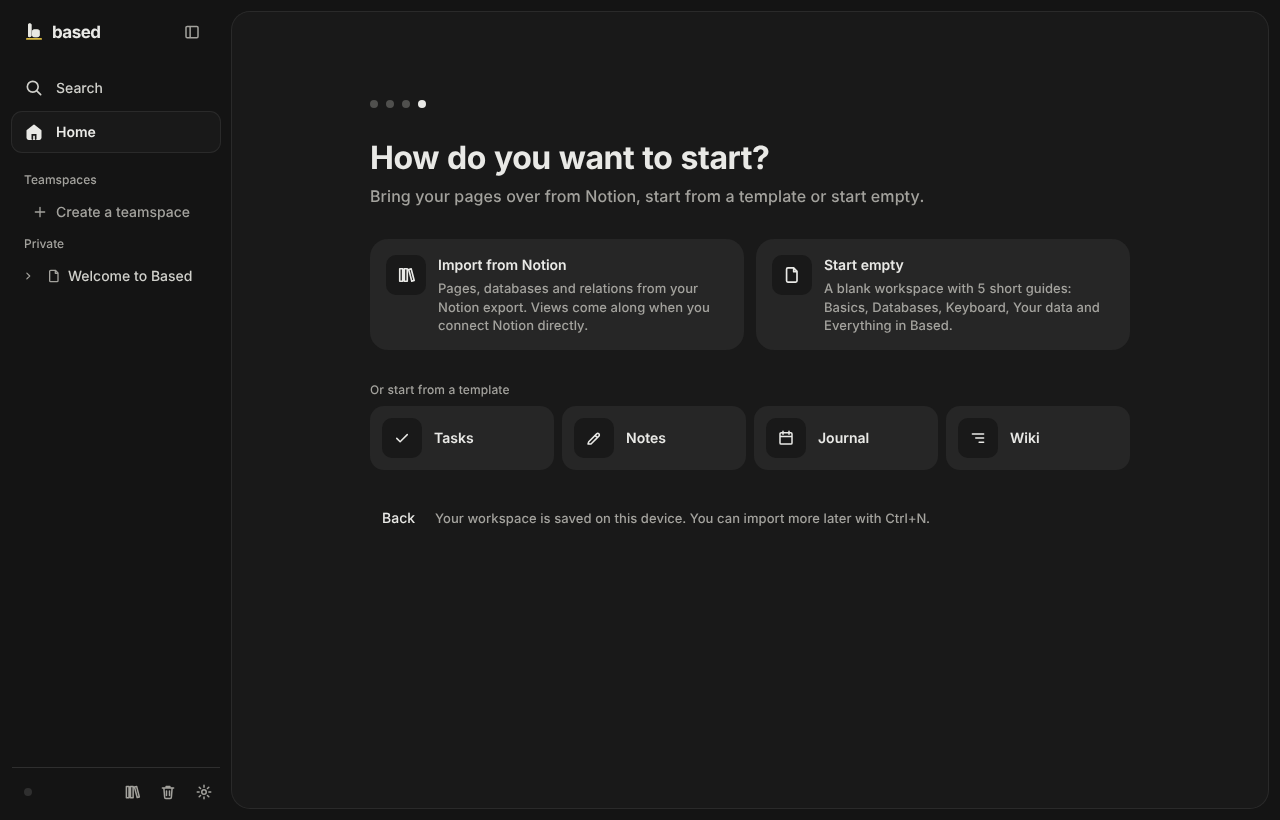 based
Search
Home
Teamspaces
Create a teamspace
Private
Welcome to Based
How do you want to start?
Bring your pages over from Notion, start from a template or start empty.
Import from Notion
Pages, databases and relations from your
Notion export. Views come along when you
connect Notion directly.
Start empty
A blank workspace with 5 short guides:
Basics, Databases, Keyboard, Your data and
Everything in Based.
Or start from a template
Tasks
Notes
Journal
Wiki
Back
Your workspace is saved on this device. You can import more later with Ctrl+N.